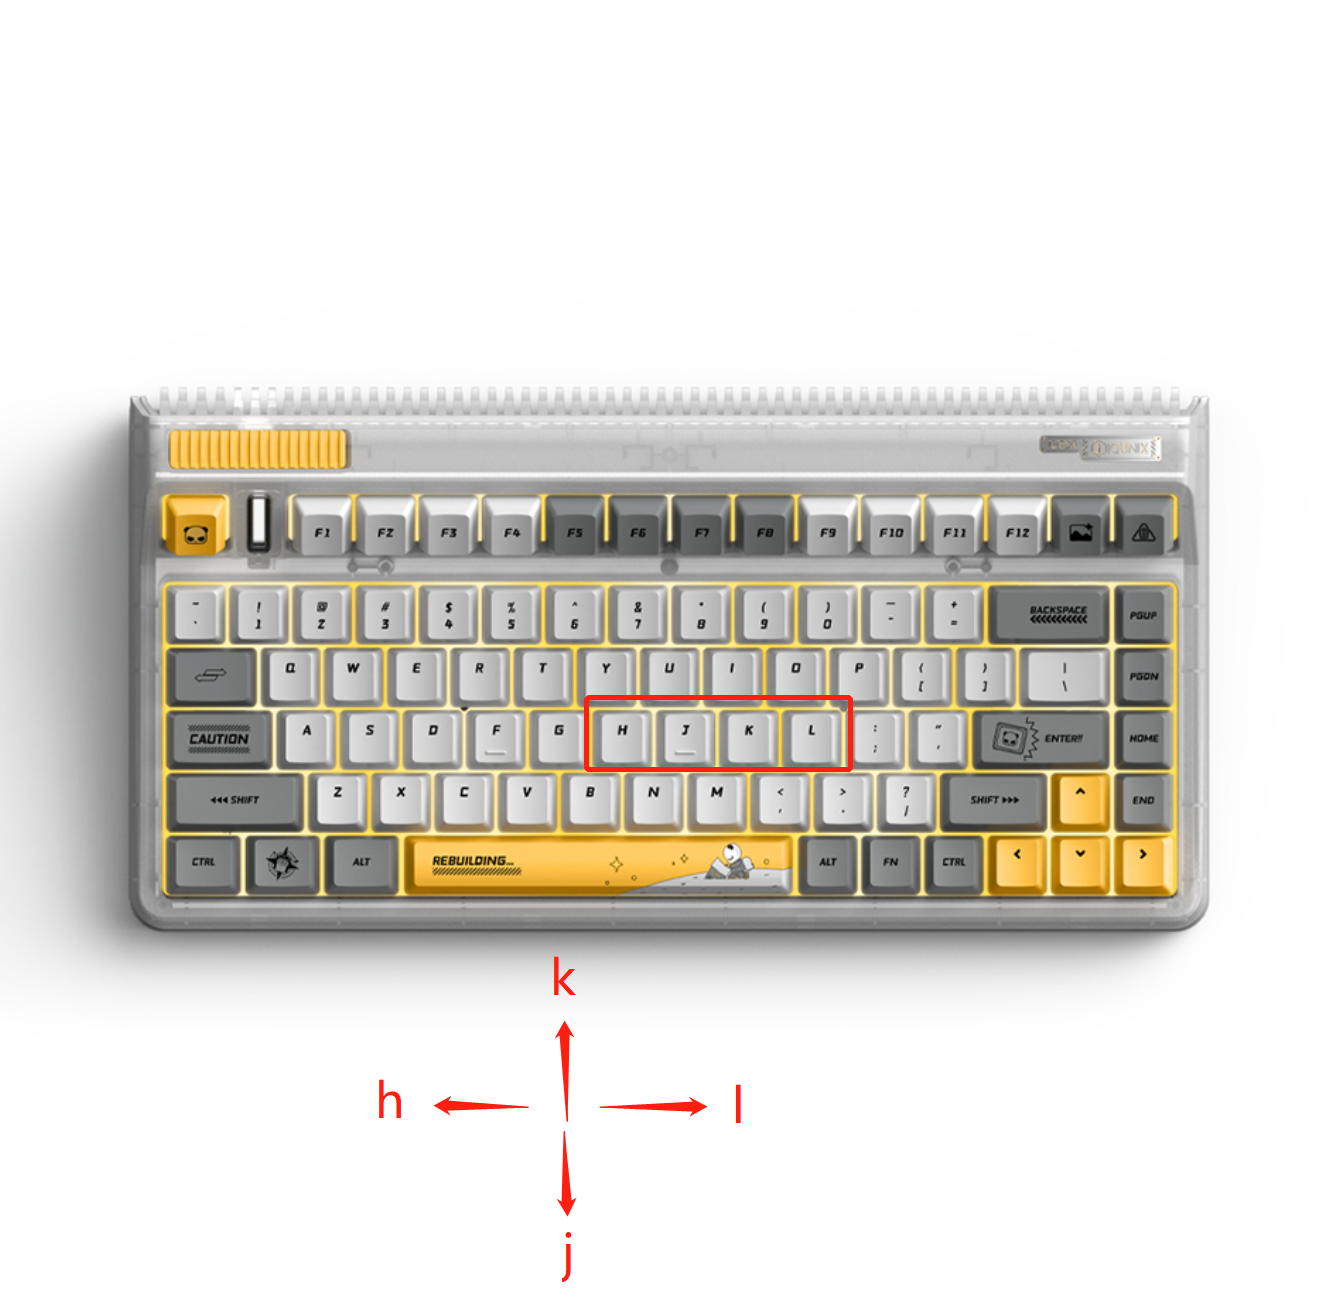 IQUNIX
F1 F2 F3 F4 F5 F6 F7 F8 F9 F10 F11 F12
~ ! @ # $ % ^ & * ( ) — + BACKSPACE PGUP
` 1 2 3 4 5 6 7 8 9 0 - =
Q W E R T Y U I O P { } | PGDN
[ ] \
CAUTION A S D F G H J K L : " ENTER!! HOME
; '
SHIFT Z X C V B N M < > ? SHIFT ^ END
, . /
CTRL ALT REBUILDING... ALT FN CTRL
k
h l
j